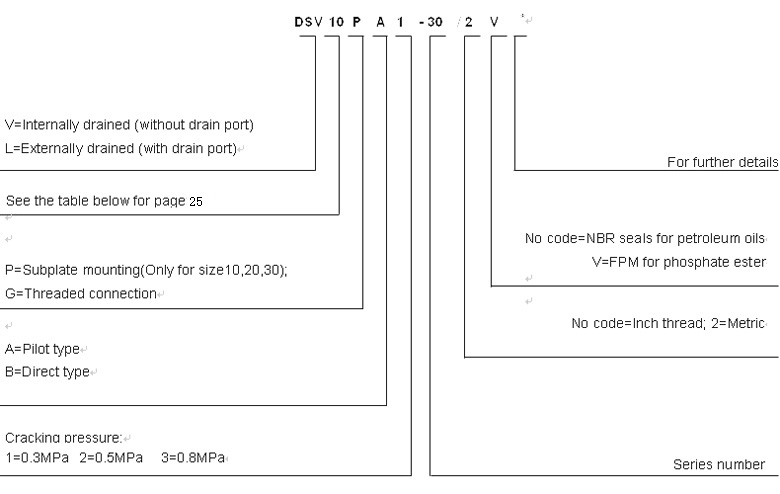 DSV 10 P A 1 -30 /2 V *
V=Internally drained (without drain port)
L=Externally drained (with drain port)
For further details
See the table below for page 25
No code=NBR seals for petroleum oils
V=FPM for phosphate ester
P=Subplate mounting(Only for size10,20,30);
G=Threaded connection
No code=Inch thread; 2=Metric
A=Pilot type
B=Direct type
Cracking pressure:
1=0.3MPa 2=0.5MPa 3=0.8MPa
Series number